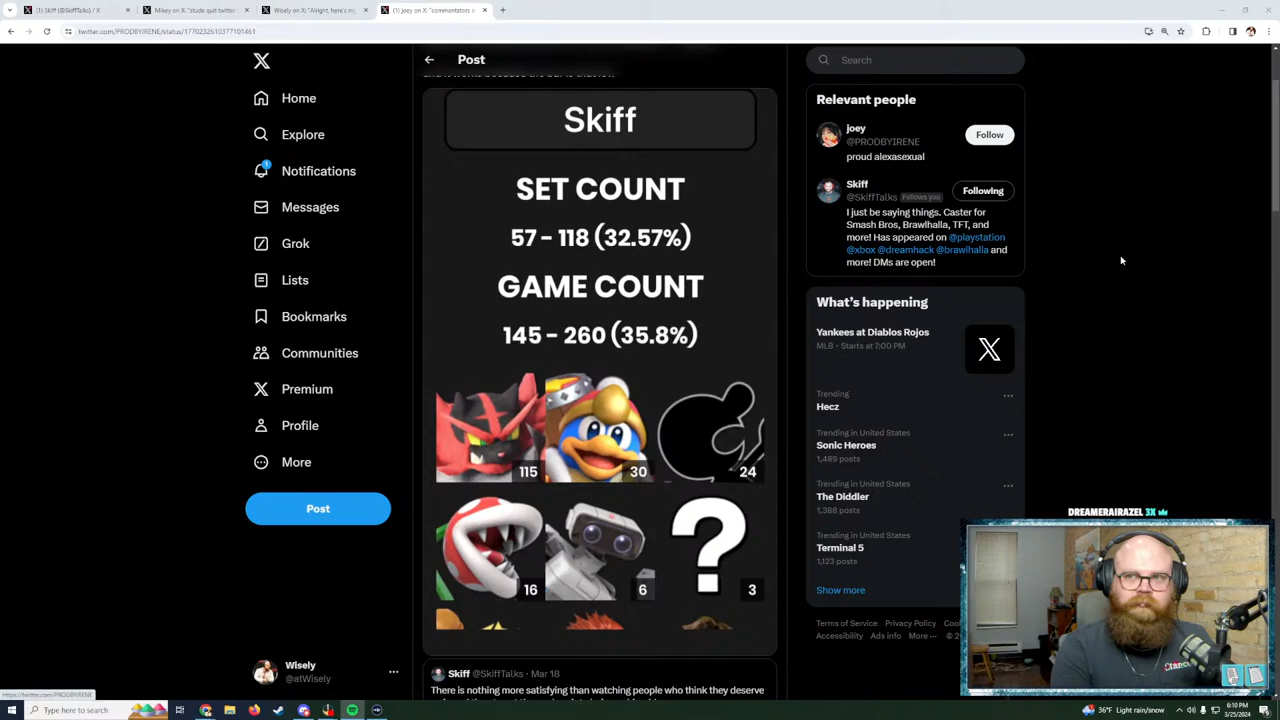 (1) Skiff (@SkiffTalks) / X
Mikey on X: "stude quit twitter
Wisely on X: "Alright, here's my
(1) joey on X: "commentators
twitter.com/PRODBYIRENE/status/1770232610377101461
Post
Home
Explore
1
Notifications
Messages
Grok
Lists
Bookmarks
Communities
Premium
Profile
More
Post
Wisely
@atWisely
https://twitter.com/PRODBYIRENE
Skiff
SET COUNT
57 - 118 (32.57%)
GAME COUNT
145 - 260 (35.8%)
115
30
24
16
6
3
Skiff @SkiffTalks · Mar 18
There is nothing more satisfying than watching people who think they deserve
Search
Relevant people
joey
@PRODBYIRENE
Follow
proud alexasexual
Skiff
@SkiffTalks Follows you
Following
I just be saying things. Caster for
Smash Bros, Brawlhalla, TFT, and
more! Has appeared on @playstation
@xbox @dreamhack @brawlhalla and
more! DMs are open!
What's happening
Yankees at Diablos Rojos
MLB · Starts at 7:00 PM
Trending
Hecz
Trending in United States
Sonic Heroes
1,489 posts
Trending in United States
The Diddler
1,388 posts
Trending in United States
Terminal 5
1,123 posts
Show more
Terms of Service Privacy Policy
Accessibility Ads info More ···
DREAMERAIRAZEL 3X
Type here to search
36°F Light rain/snow
6:10 PM
3/25/2024